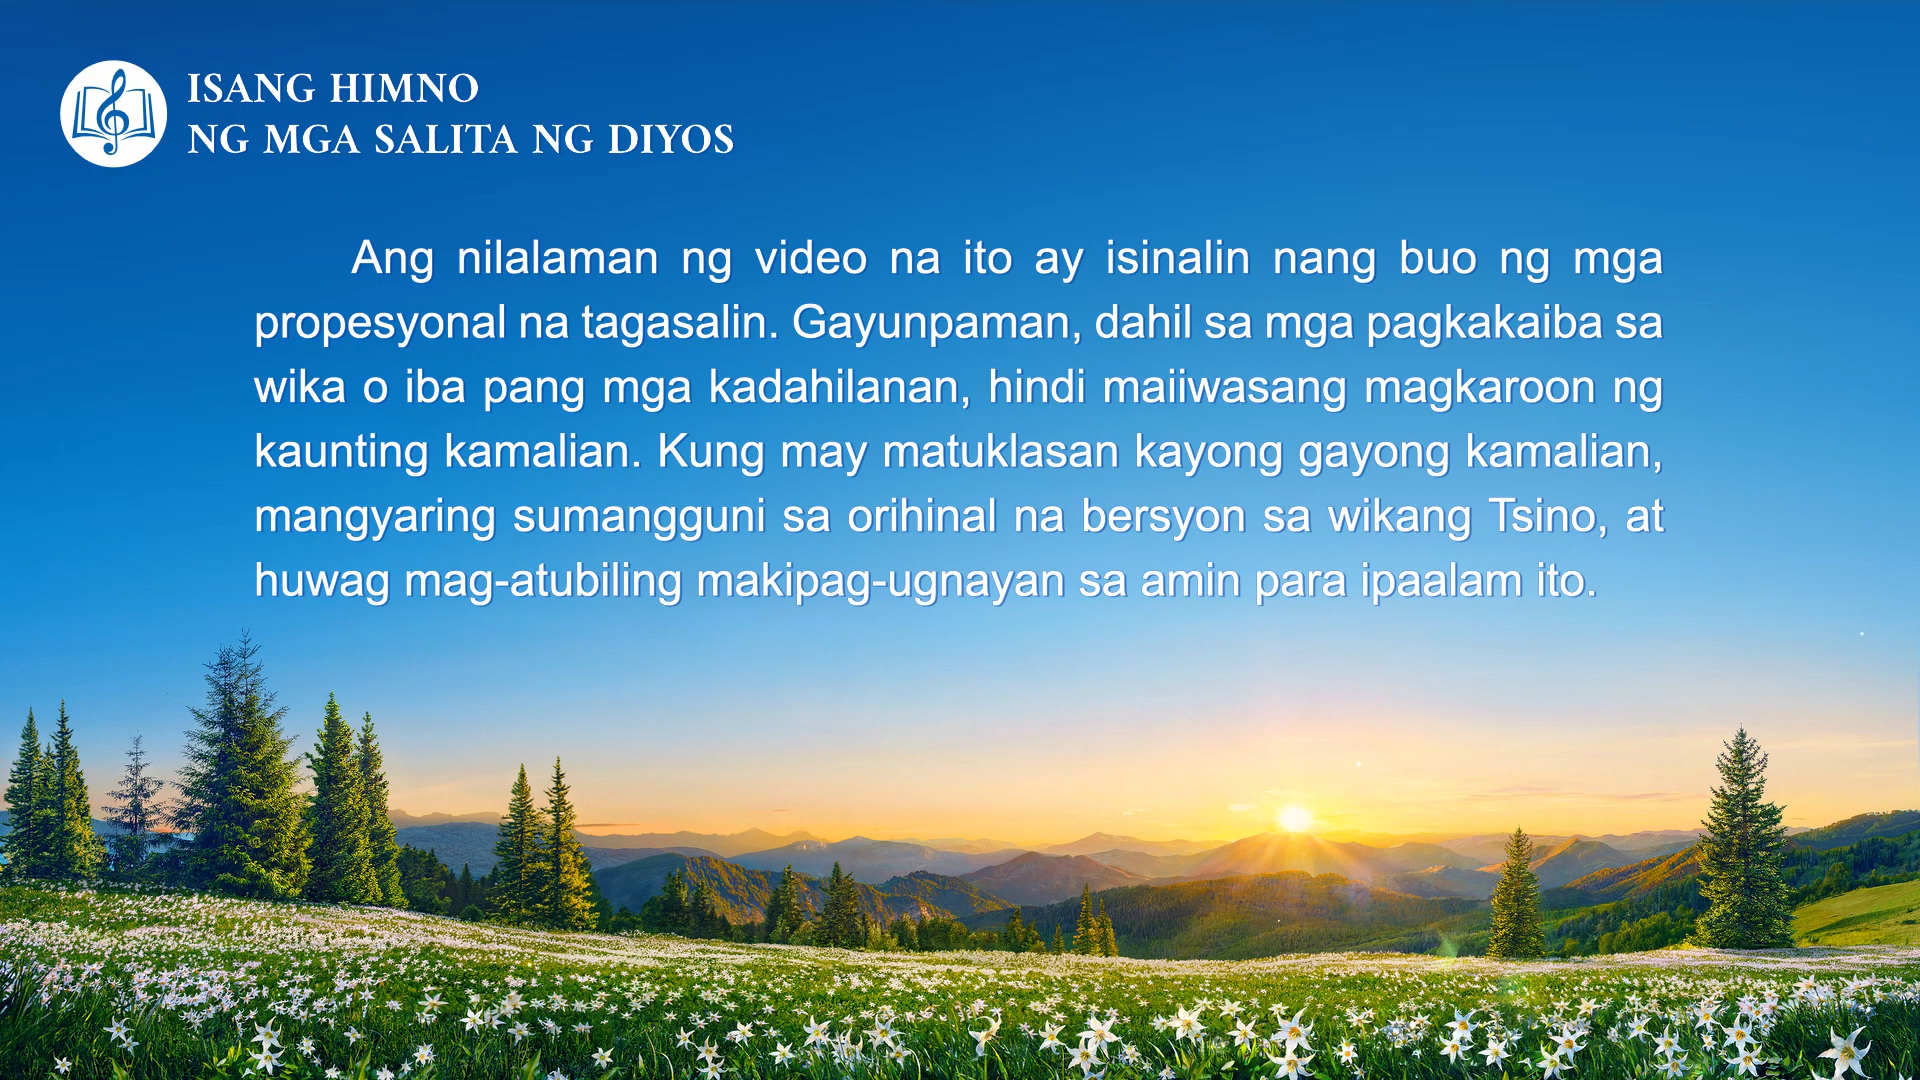 ISANG HIMNO
NG MGA SALITA NG DIYOS
Ang nilalaman ng video na ito ay isinalin nang buo ng mga
propesyonal na tagasalin. Gayunpaman, dahil sa mga pagkakaiba sa
wika o iba pang mga kadahilanan, hindi maiiwasang magkaroon ng
kaunting kamalian. Kung may matuklasan kayong gayong kamalian,
mangyaring sumangguni sa orihinal na bersyon sa wikang Tsino, at
huwag mag-atubiling makipag-ugnayan sa amin para ipaalam ito.